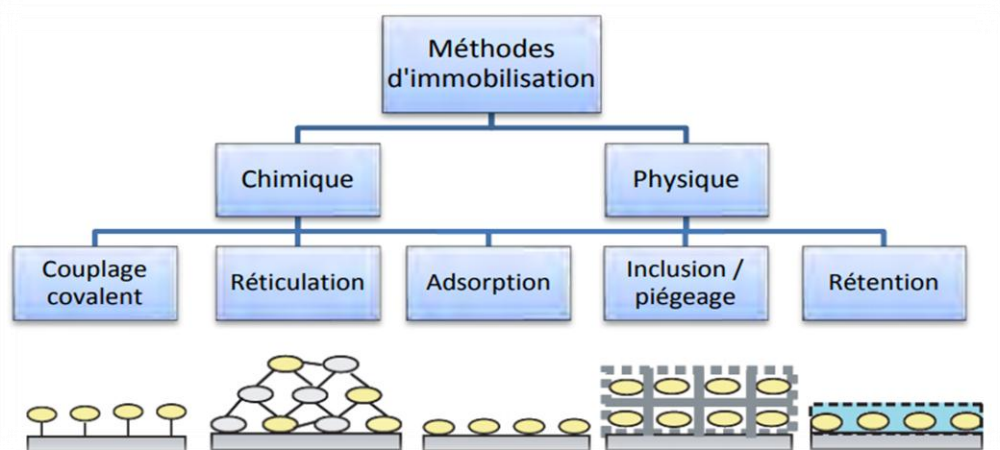 Méthodes
d'immobilisation
Chimique
Physique
Couplage
covalent
Réticulation
Adsorption
Inclusion /
piégeage
Rétention